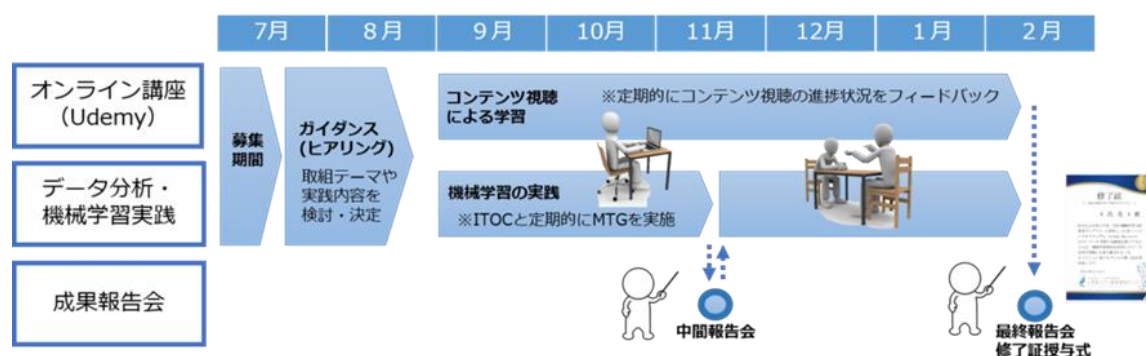 7月
8月
9月
10月
11月
12月
1月
2月
オンライン講座
（Udemy）
データ分析・
機械学習実践
成果報告会
募集
期間
ガイダンス
(ヒアリング)
取組テーマや
実践内容を
検討・決定
コンテンツ視聴
による学習
※定期的にコンテンツ視聴の進捗状況をフィードバック
機械学習の実践
※ITOCと定期的にMTGを実施
中間報告会
最終報告会
修了証授与式
修了証